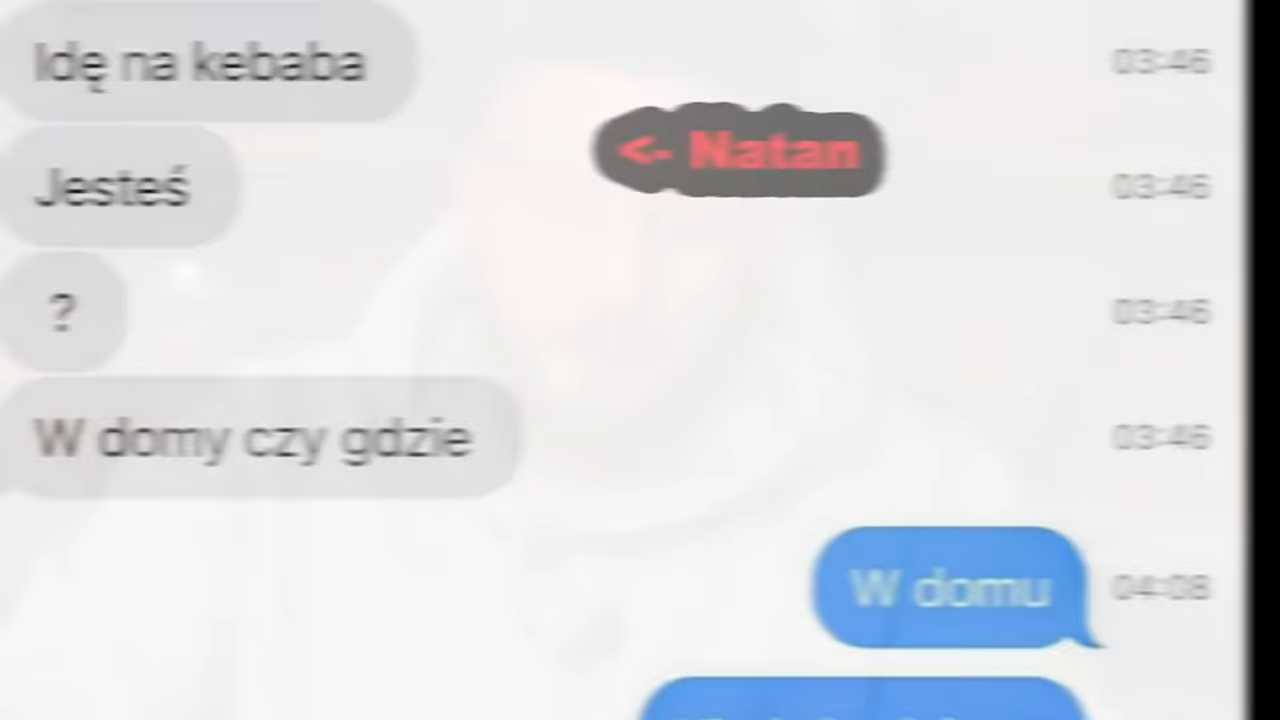 Idę na kebaba
03:46
<- Natan
Jesteś
03:46
?
03:46
W domy czy gdzie
03:46
W domu
04:08